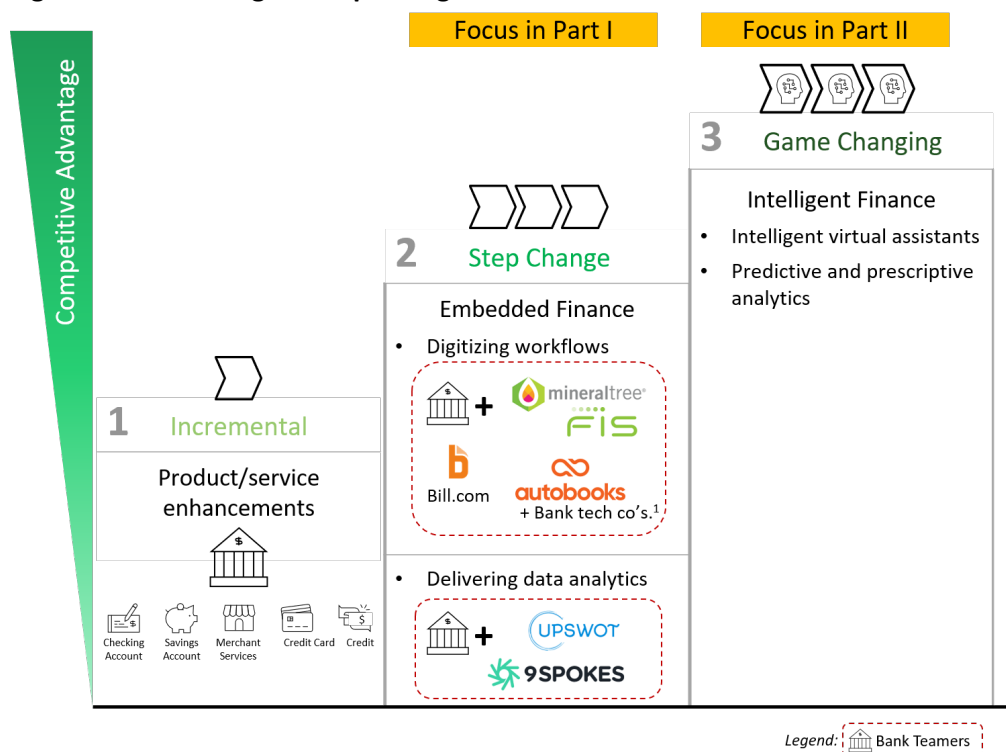 Focus in Part I
Focus in Part II
Competitive Advantage
3
Game Changing
Intelligent Finance
• Intelligent virtual assistants
• Predictive and prescriptive
analytics
2
Step Change
Embedded Finance
• Digitizing workflows
$
+
mineraltree®
FIS
b
Bill.com
autobooks
+ Bank tech co's.¹
• Delivering data analytics
$
+
UPSWOT
9SPOKES
1
Incremental
Product/service
enhancements
$
Checking
Account
Savings
Account
Merchant
Services
Credit Card
Credit
Legend:
Bank Teamers